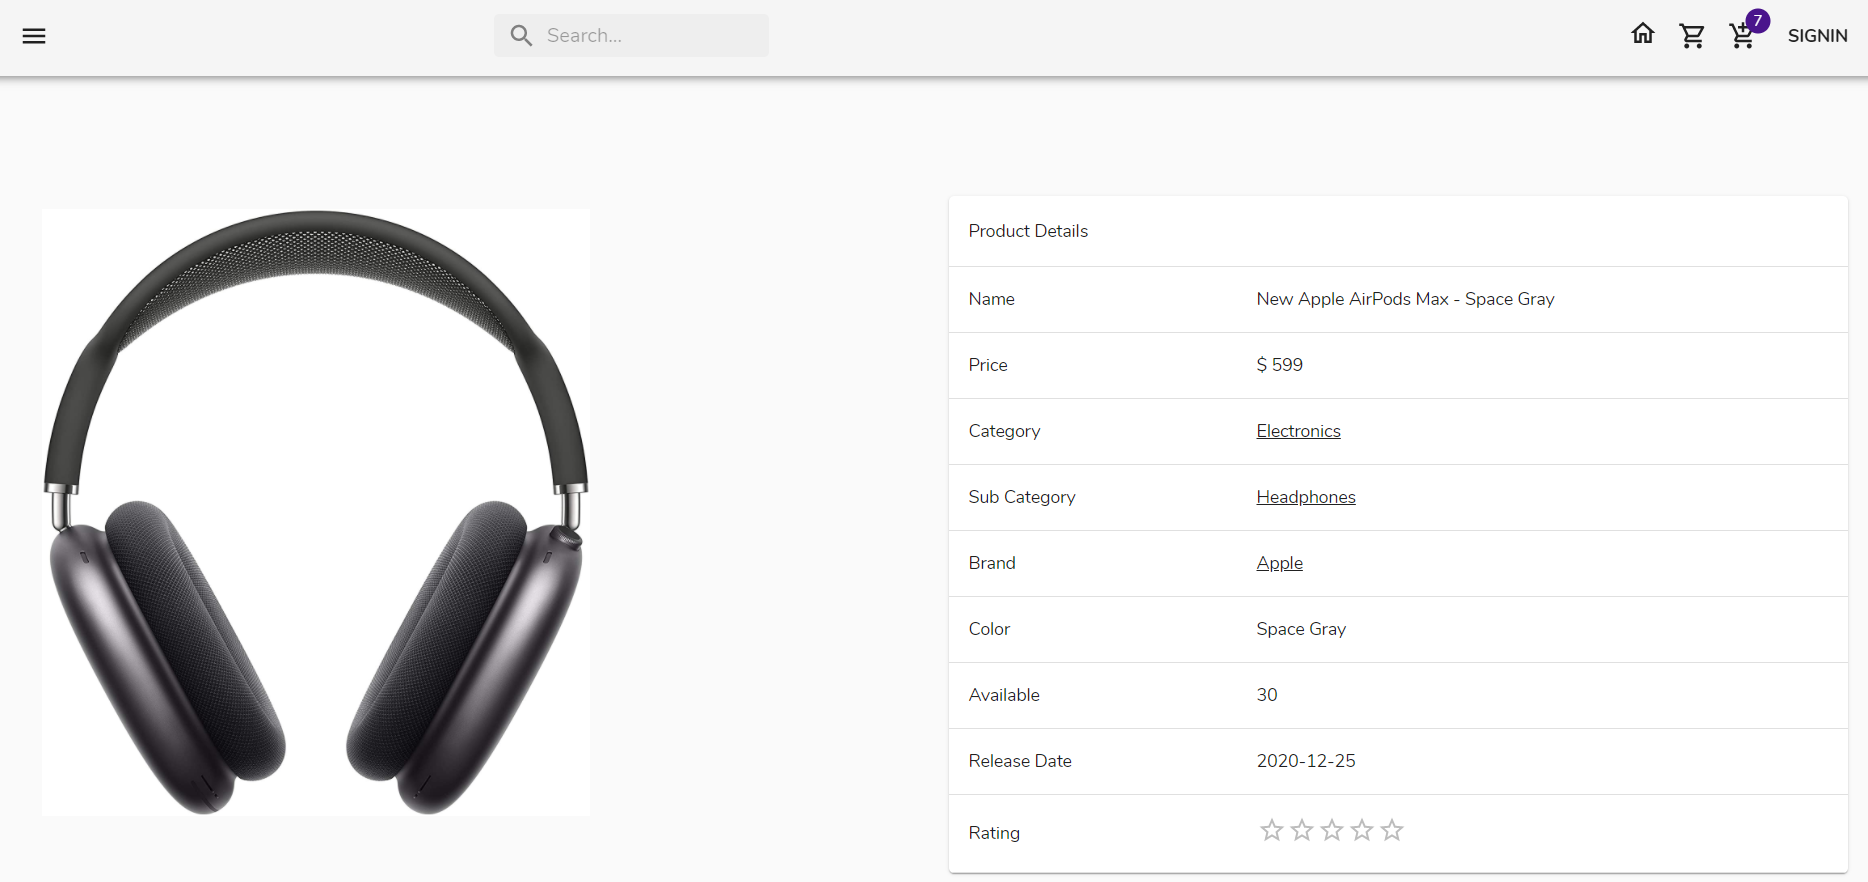 Search...
7
SIGNIN
Product Details
Name New Apple AirPods Max - Space Gray
Price $ 599
Category Electronics
Sub Category Headphones
Brand Apple
Color Space Gray
Available 30
Release Date 2020-12-25
Rating